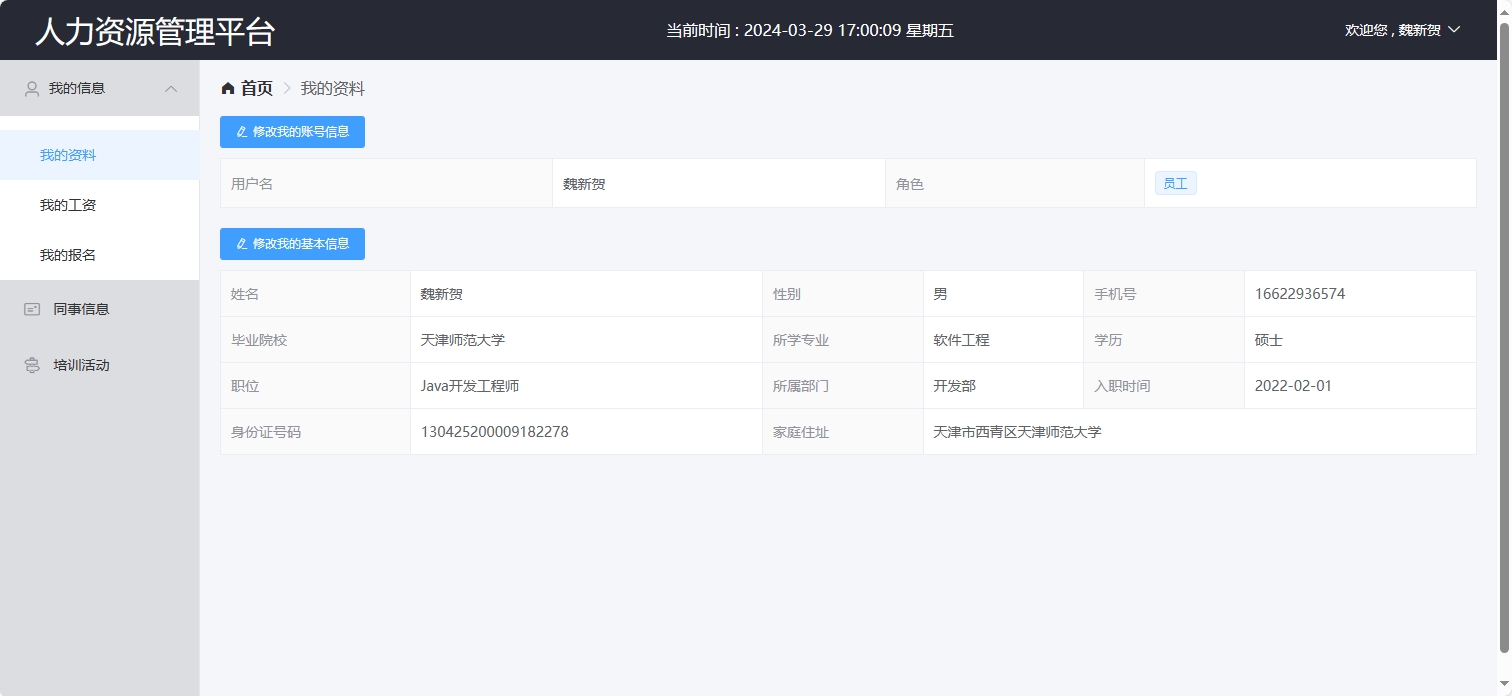 人力资源管理平台
当前时间 : 2024-03-29 17:00:09 星期五
欢迎您 , 魏新贺
我的信息
我的资料
我的工资
我的报名
同事信息
培训活动
首页 > 我的资料
修改我的账号信息
用户名 魏新贺 角色 员工
修改我的基本信息
姓名 魏新贺 性别 男 手机号 16622936574
毕业院校 天津师范大学 所学专业 软件工程 学历 硕士
职位 Java开发工程师 所属部门 开发部 入职时间 2022-02-01
身份证号码 130425200009182278 家庭住址 天津市西青区天津师范大学